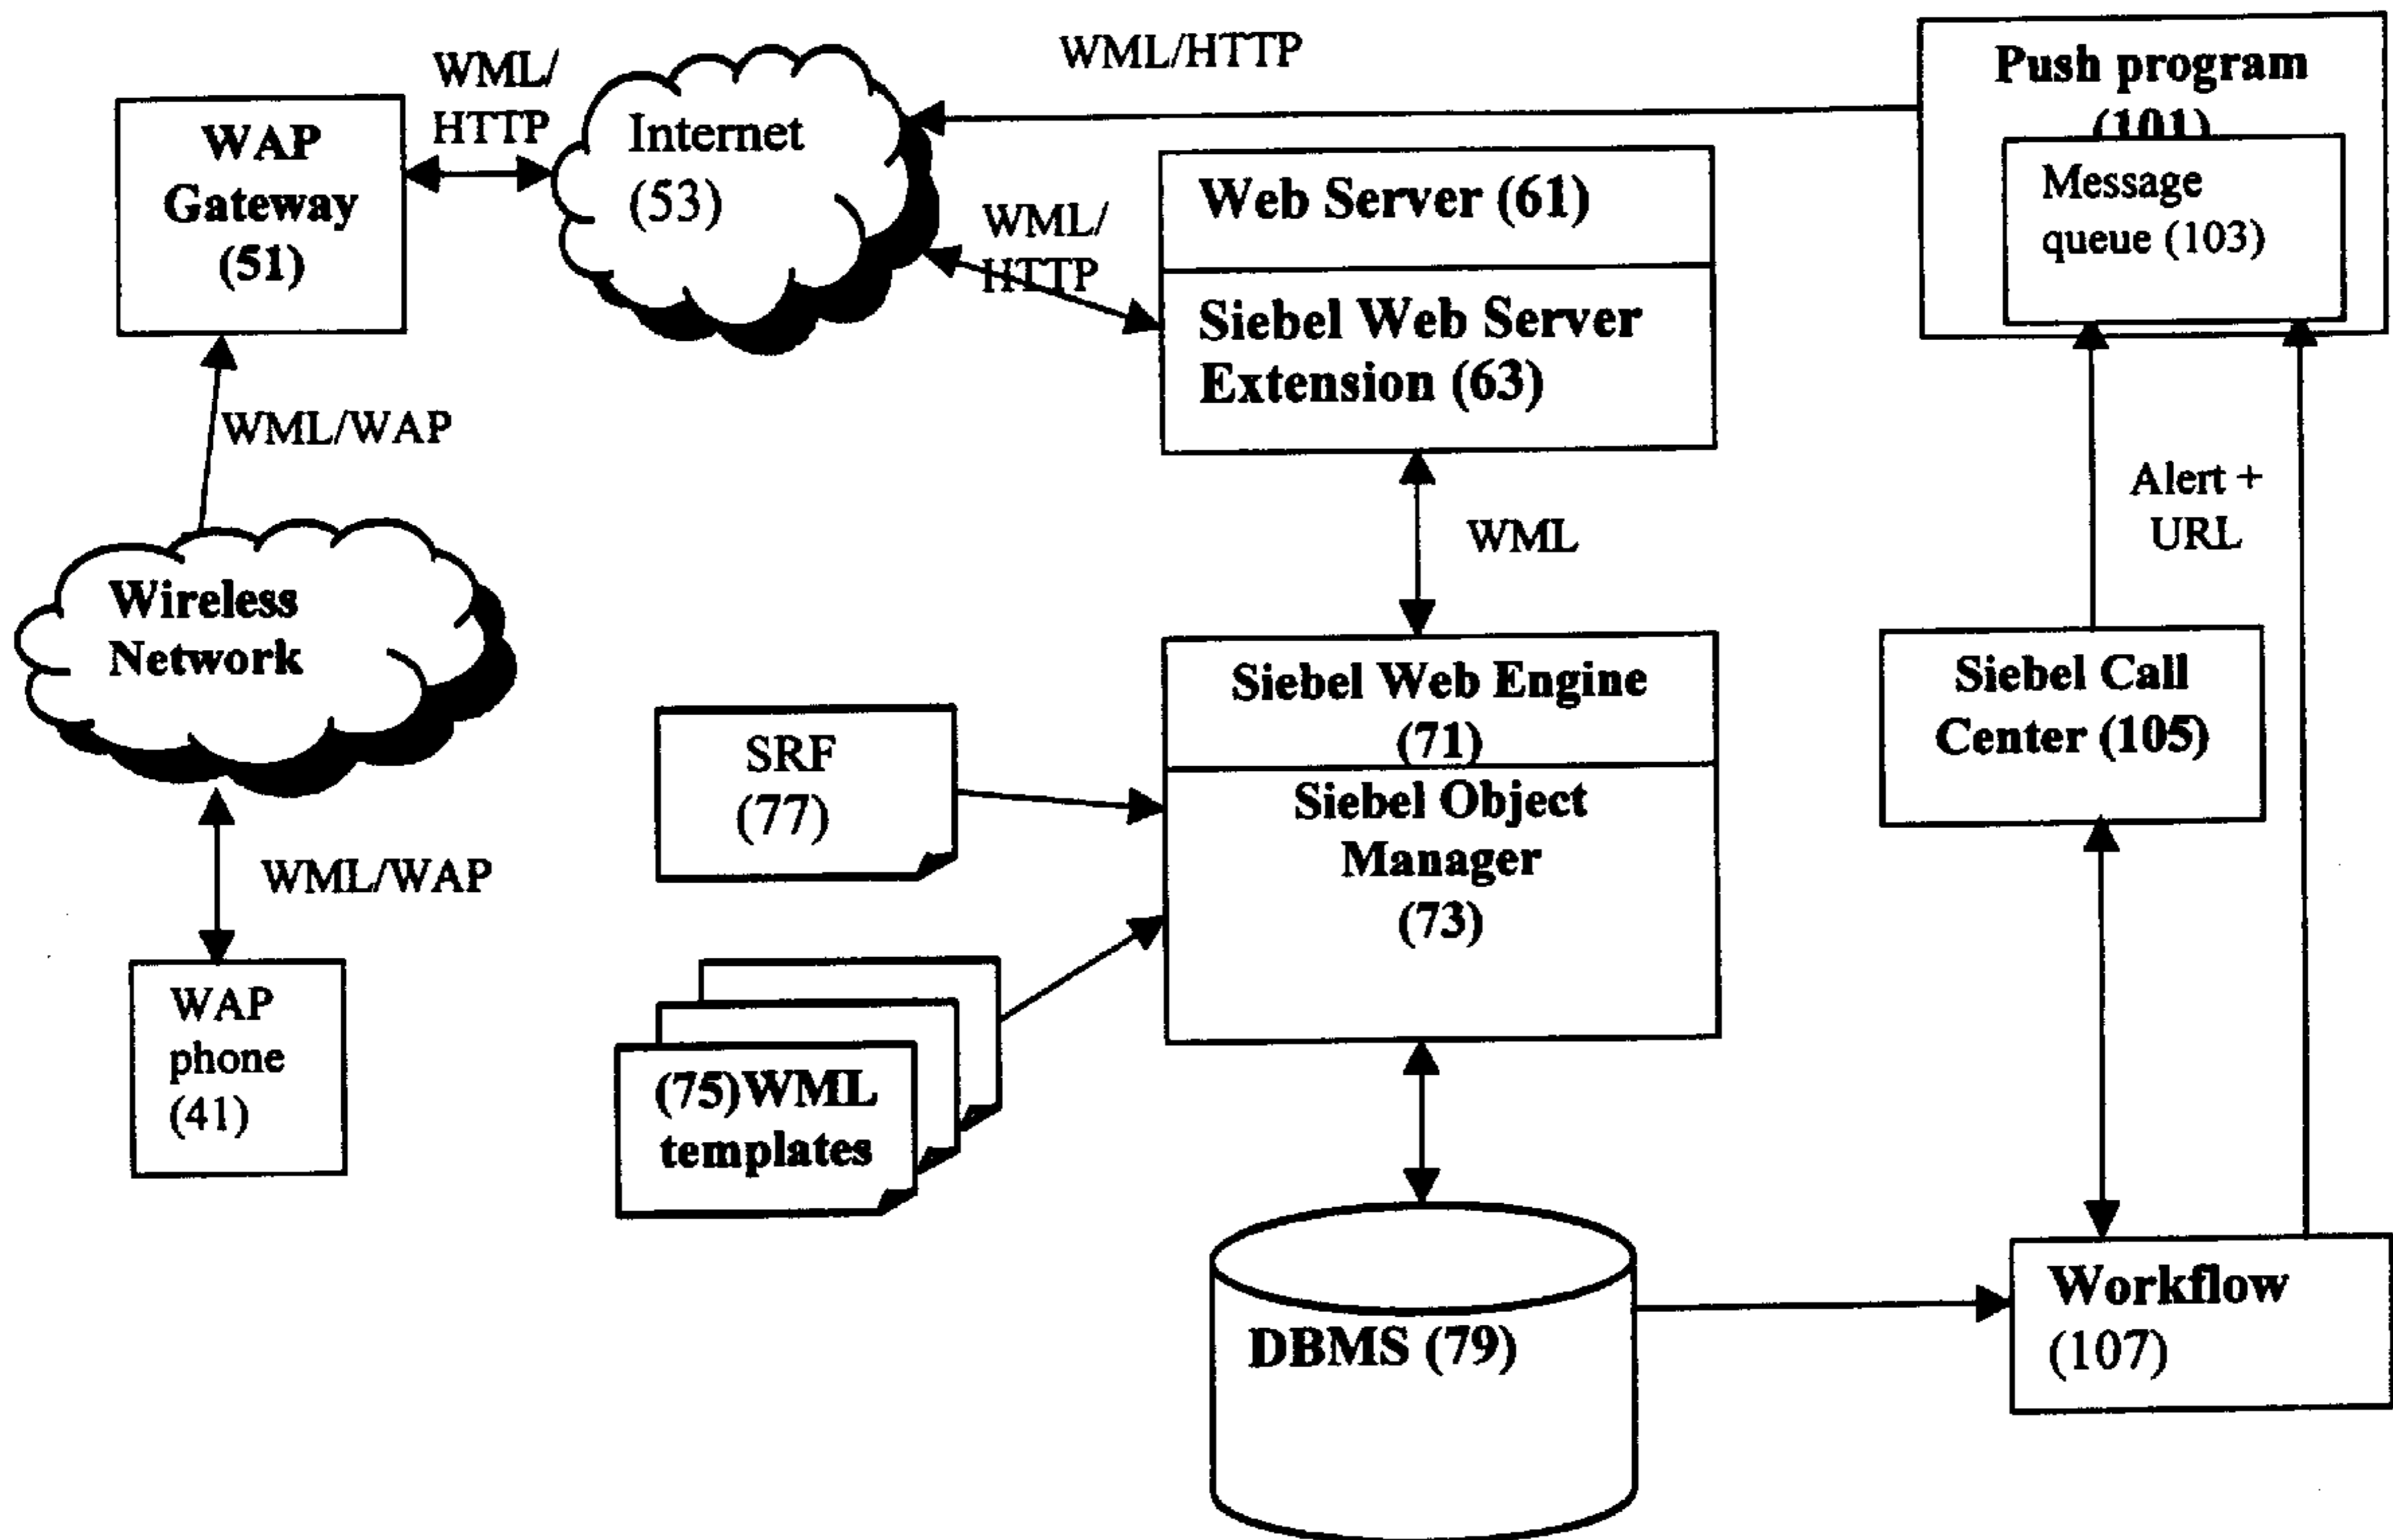 WML/
HTTP
WML/HTTP
Push program
(101)
WAP
Gateway
(51)
Internet
(53)
Message
queue (103)
Web Server (61)
WML/
HTTP
Siebel Web Server
Extension (63)
WML/WAP
Alert +
URL
WML
Wireless
Network
Siebel Web Engine
(71)
Siebel Call
Center (105)
SRF
(77)
Siebel Object
Manager
(73)
WML/WAP
WAP
phone
(41)
(75)WML
templates
DBMS (79)
Workflow
(107)